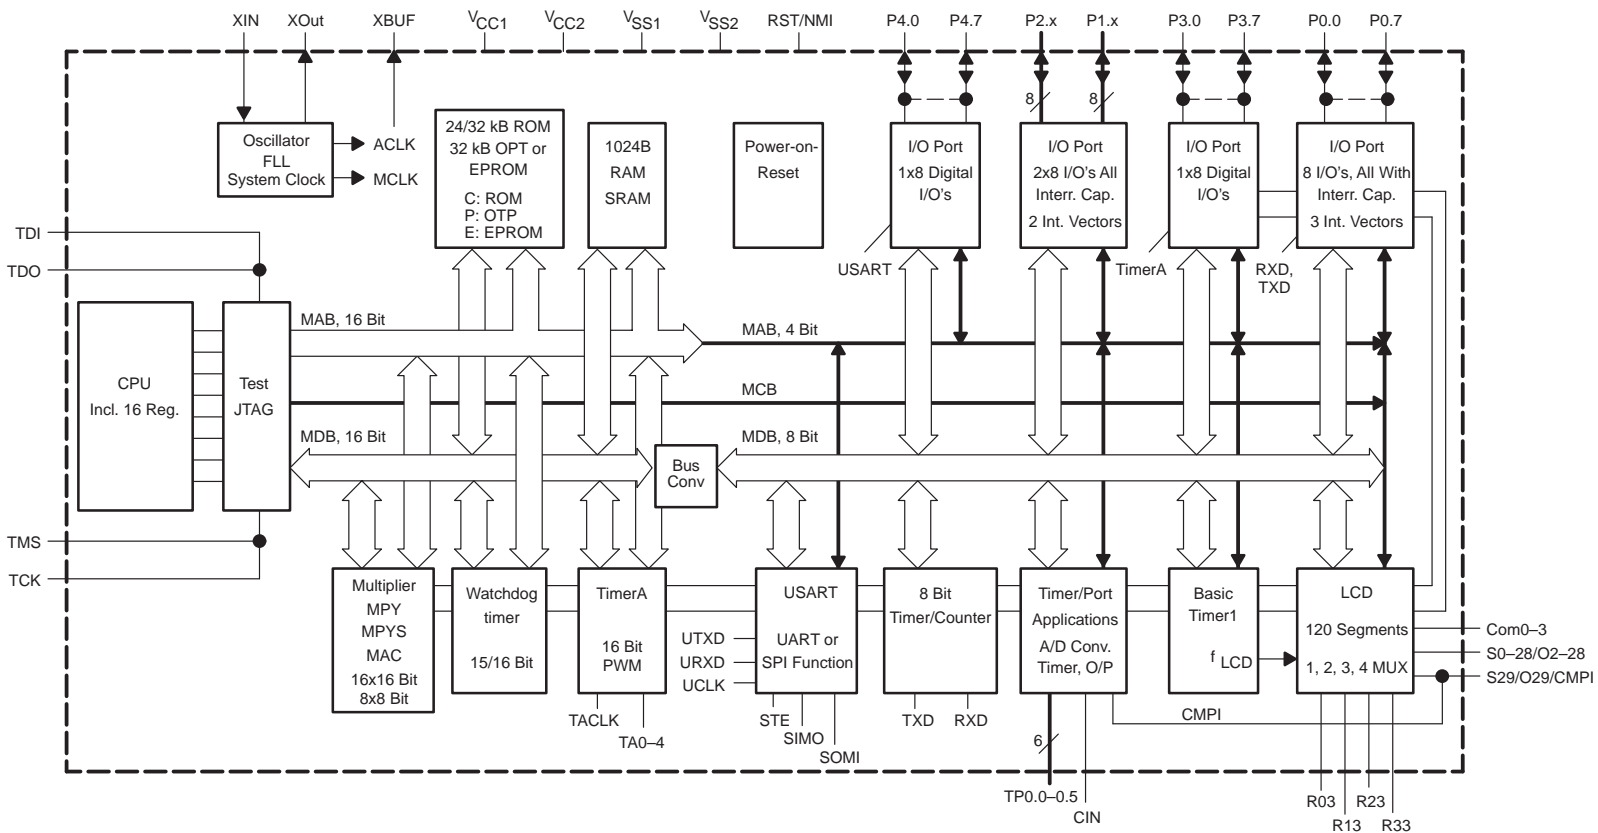 XIN XOut XBUF VCC1 VCC2 VSS1 VSS2 RST/NMI P4.0 P4.7 P2.x P1.x P3.0 P3.7 P0.0 P0.7
8 8
Oscillator
FLL
System Clock
ACLK
MCLK
24/32 kB ROM
32 kB OPT or
EPROM
C: ROM
P: OTP
E: EPROM
1024B
RAM
SRAM
Power-on-
Reset
I/O Port
1x8 Digital
I/O's
I/O Port
2x8 I/O's All
Interr. Cap.
2 Int. Vectors
I/O Port
1x8 Digital
I/O's
I/O Port
8 I/O's, All With
Interr. Cap.
3 Int. Vectors
TDI
TDO
USART
TimerA
RXD,
TXD
MAB, 16 Bit
MAB, 4 Bit
CPU
Incl. 16 Reg.
Test
JTAG
MCB
MDB, 16 Bit
MDB, 8 Bit
Bus
Conv
TMS
TCK
Multiplier
MPY
MPYS
MAC
16x16 Bit
8x8 Bit
Watchdog
timer
15/16 Bit
TimerA
16 Bit
PWM
UTXD
URXD
UCLK
USART
UART or
SPI Function
8 Bit
Timer/Counter
Timer/Port
Applications
A/D Conv.
Timer, O/P
Basic
Timer1
fLCD
LCD
120 Segments
1, 2, 3, 4 MUX
Com0–3
S0–28/O2–28
S29/O29/CMPI
TACLK
TA0–4
STE
SIMO
SOMI
TXD
RXD
CMPI
6
TP0.0–0.5
CIN
R03
R13
R23
R33